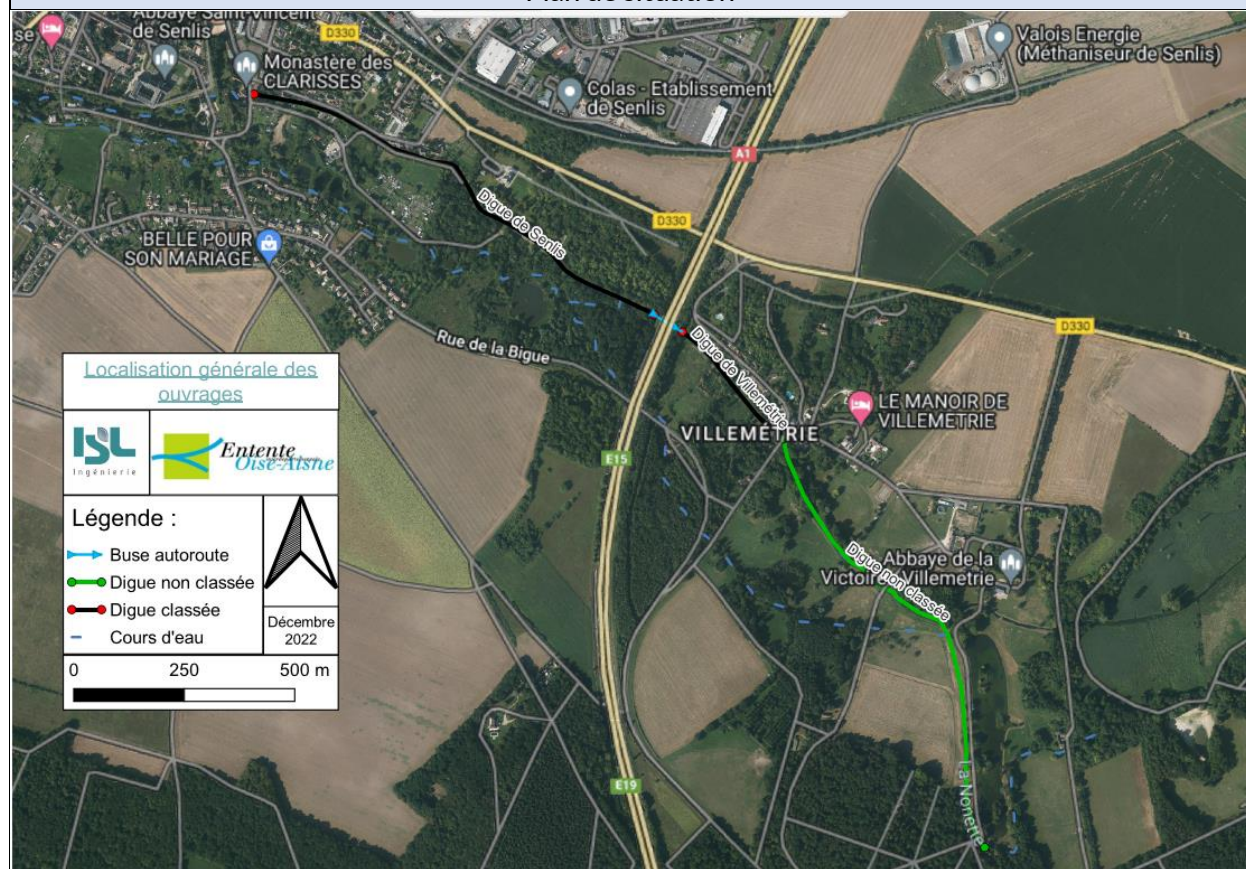 Plan de situation
Abbaye Saint-Vincent
de Senlis
se
D330
Monastère des
CLARISSES
Valois Energie
(Méthaniseur de Senlis)
Colas - Etablissement
de Senlis
A1
D330
Digue de Senlis
BELLE POUR
SON MARIAGE
D330
Rue de la Bigue
Digue de Villemétrie
LE MANOIR DE
VILLEMETRIE
VILLEMÉTRIE
E15
Localisation générale des
ouvrages
ISL
Ingénierie
Entente
Oise-Aisne
Légende :
Buse autoroute
Digue non classée
Digue classée
Cours d'eau
Décembre
2022
0 250 500 m
Digue non classée
Abbaye de la
Victoire Villemetrie
E19
La Nonette